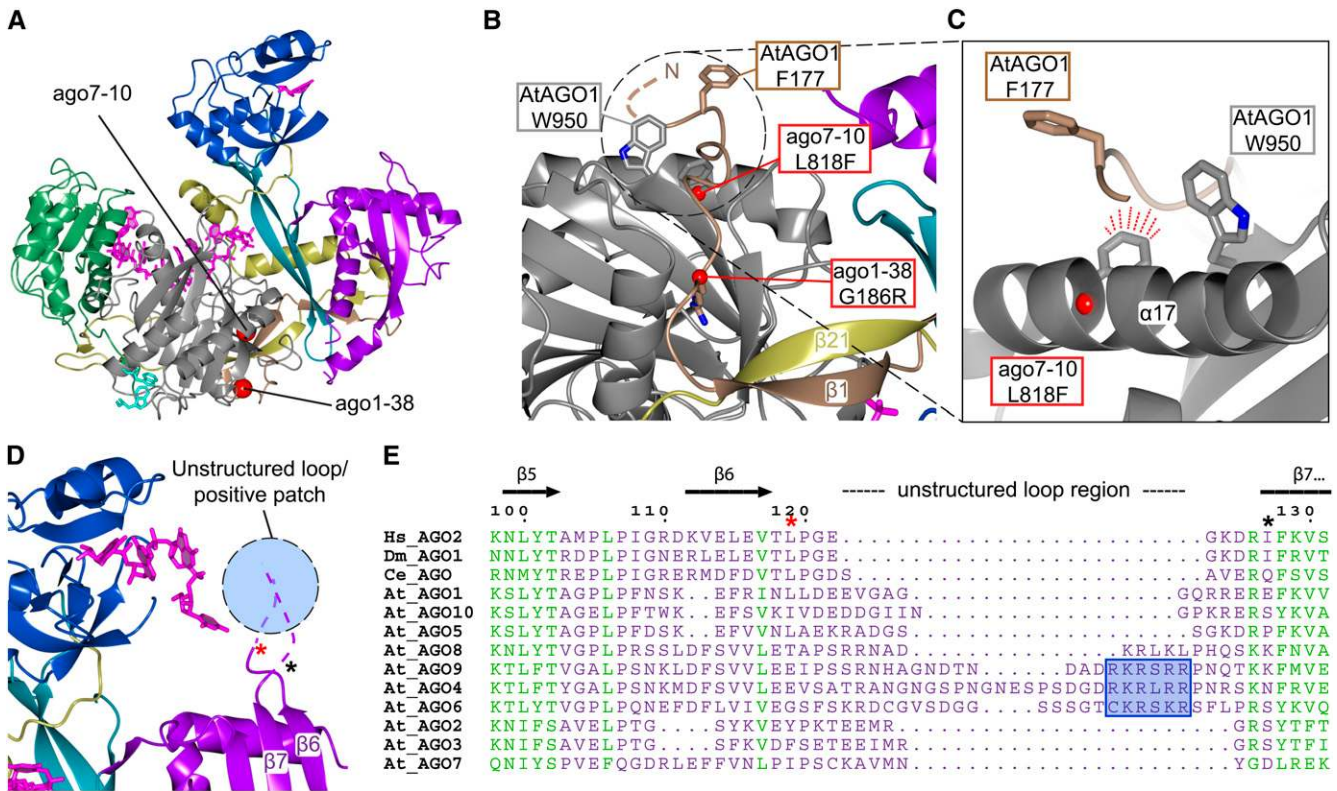 A
ago7-10
ago1-38
B
N
AtAGO1
F177
AtAGO1
W950
ago7-10
L818F
ago1-38
G186R
β21
β1
C
AtAGO1
F177
AtAGO1
W950
α17
ago7-10
L818F
D
Unstructured loop/
positive patch
*
*
β7
β6
E
β5 β6 ------ unstructured loop region ------ β7...
100 110 120 * * 130
Hs_AGO2 KNLYTAMPLPIGRDKVELEVTLPGE..........................GKDRIFKVS
Dm_AGO1 NNLYTRDPLPIGNERLELEVTLPGE..........................GKDRIFRVT
Ce_AGO RNMYTREPLPIGRERMDFDVTLPGDS.........................AVERQFSVS
At_AGO1 KSLYTAGPLPFNSK..EFRINLLDEEVGAG...................GQRREREFKVV
At_AGO10 KSLYTAGELPFTWK..EFSVKIVDEDDGIIN..................GPKRERSFKVA
At_AGO5 KSLYTAGPLPFDSK..EFVVNLAEKRADGS....................SGKDRPFKVA
At_AGO8 KRLKLPHQSKKFNVA
At_AGO9 KTLFTVGALPSNKMDFSVVLEEIPSSRNHAGNDTN......DADRKRSRRPNQTKKFMVE
At_AGO4 KTLFTYGALPSNKMDFSVVLEEVSATRANGNGSPNGNESPSDGDRKRLRRPNRSKNFRVE
At_AGO6 KTLYTVGPLPQNEFDFLVIVEGSFSKRDCGVSDGG.....SSSGTCKRSKRSFLPRSYKVQ
At_AGO2 KNIFSAVELPTG....SYKVEYPKTEEMR.......................GRSYTFT
At_AGO3 KNIFSAVELPTG....SFKVDFSETEEIMR......................GRSYTFI
At_AGO7 QNIYSPVEFQGDRLEFFVNLPIPSCKAVMN.......................YGDLREK